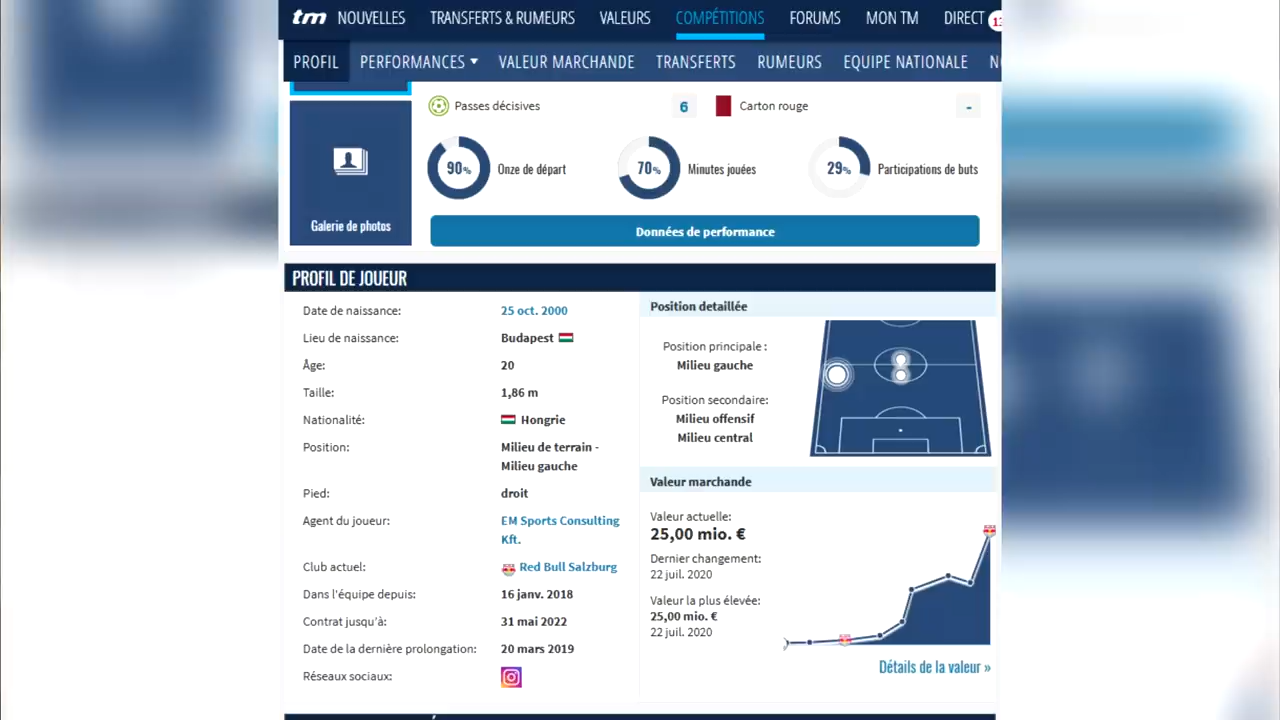 tm NOUVELLES TRANSFERTS & RUMEURS VALEURS COMPÉTITIONS FORUMS MON TM DIRECT
PROFIL PERFORMANCES VALEUR MARCHANDE TRANSFERTS RUMEURS EQUIPE NATIONALE
Passes décisives 6 Carton rouge -
90% Onze de départ 70% Minutes jouées 29% Participations de buts
Galerie de photos
Données de performance
PROFIL DE JOUEUR
Date de naissance: 25 oct. 2000
Lieu de naissance: Budapest
Âge: 20
Taille: 1,86 m
Nationalité: Hongrie
Position: Milieu de terrain -
Milieu gauche
Pied: droit
Agent du joueur: EM Sports Consulting
Kft.
Club actuel: Red Bull Salzburg
Dans l'équipe depuis: 16 janv. 2018
Contrat jusqu'à: 31 mai 2022
Date de la dernière prolongation: 20 mars 2019
Réseaux sociaux:
Position detaillée
Position principale :
Milieu gauche
Position secondaire:
Milieu offensif
Milieu central
Valeur marchande
Valeur actuelle:
25,00 mio. €
Dernier changement:
22 juil. 2020
Valeur la plus élevée:
25,00 mio. €
22 juil. 2020
Détails de la valeur »